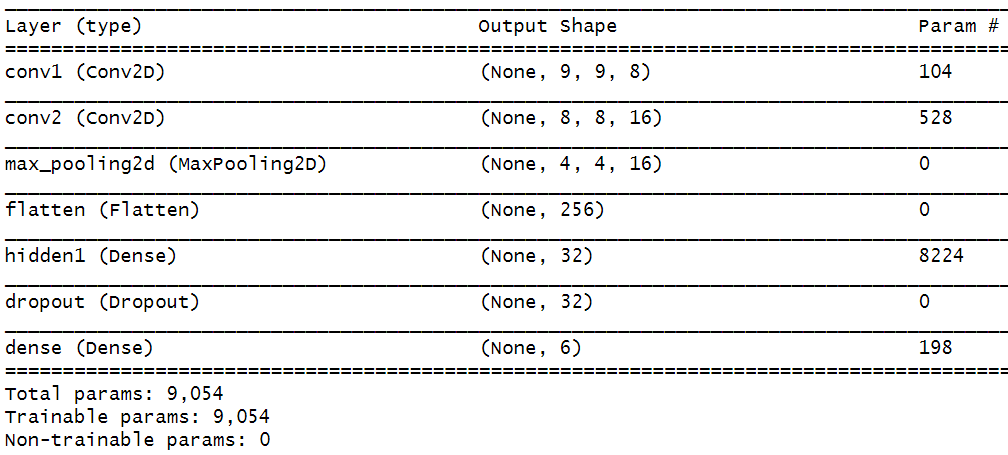 Layer (type) Output Shape Param #
conv1 (Conv2D) (None, 9, 9, 8) 104
conv2 (Conv2D) (None, 8, 8, 16) 528
max_pooling2d (MaxPooling2D) (None, 4, 4, 16) 0
flatten (Flatten) (None, 256) 0
hidden1 (Dense) (None, 32) 8224
dropout (Dropout) (None, 32) 0
dense (Dense) (None, 6) 198
Total params: 9,054
Trainable params: 9,054
Non-trainable params: 0